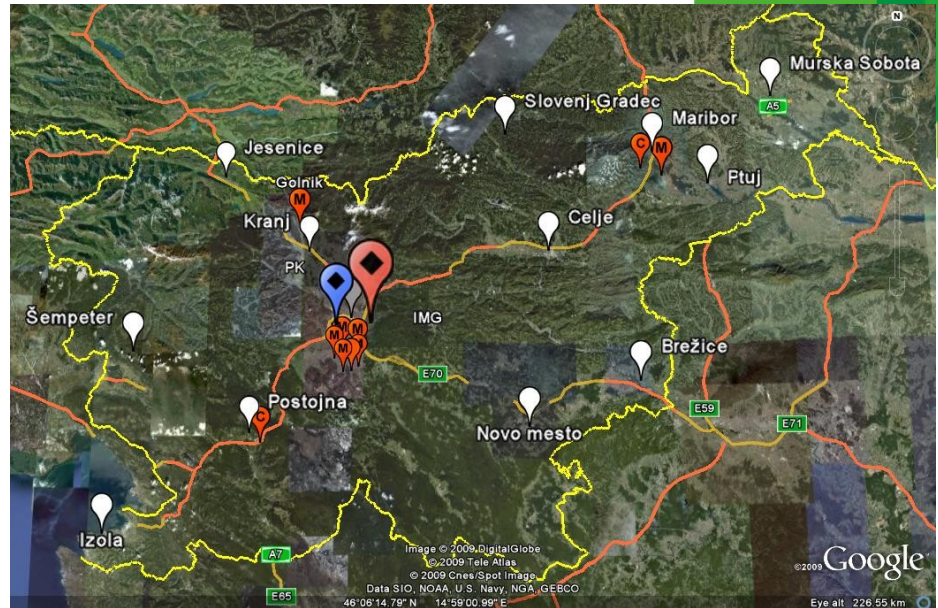 N
Murska Sobota
A5
Slovenj Gradec
Maribor
C
M
Jesenice
Ptuj
Golnik
M
Kranj
Celje
PK
Šempeter
IMG
M
M
M
M
Brežice
E70
Postojna
C
E59
E71
Novo mesto
Izola
A7
E65
Image © 2009 DigitalGlobe
© 2009 Tele Atlas
© 2009 Cnes/Spot Image
Data SIO, NOAA, U.S. Navy, NGA, GEBCO
©2009 Google
46°06'14.79" N 14°59'00.99" E
Eye alt 226.55 km